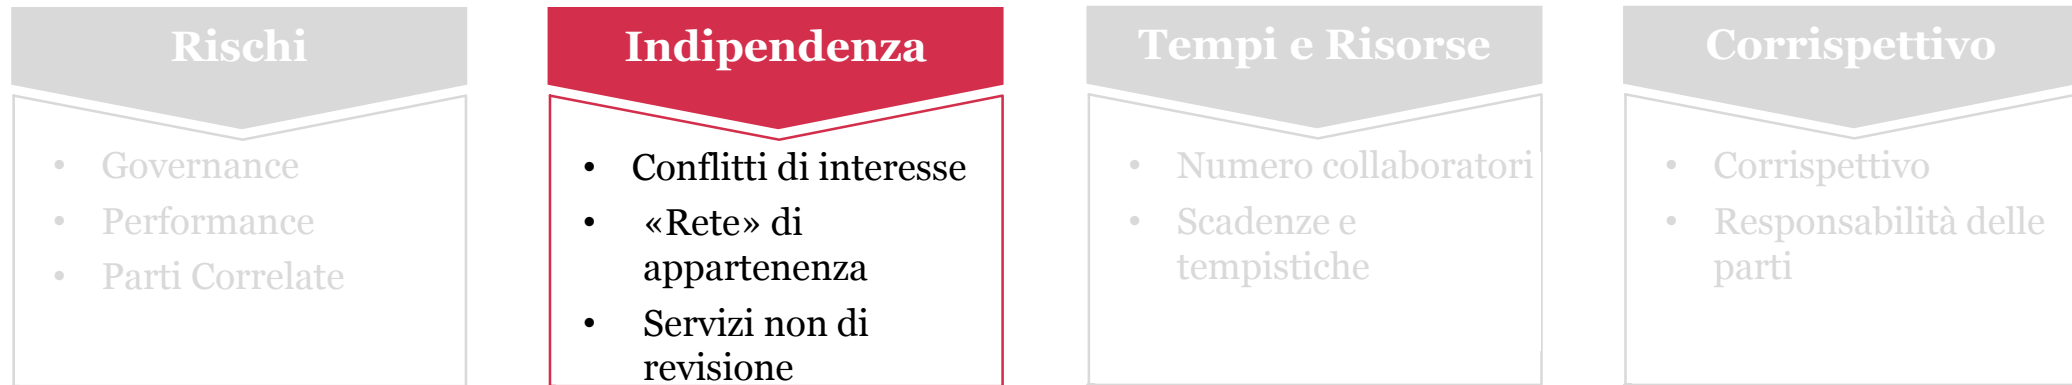 Rischi
• Governance
• Performance
• Parti Correlate
Indipendenza
• Conflitti di interesse
• «Rete» di
appartenenza
• Servizi non di
revisione
Tempi e Risorse
• Numero collaboratori
• Scadenze e
tempistiche
Corrispettivo
• Corrispettivo
• Responsabilità delle
parti